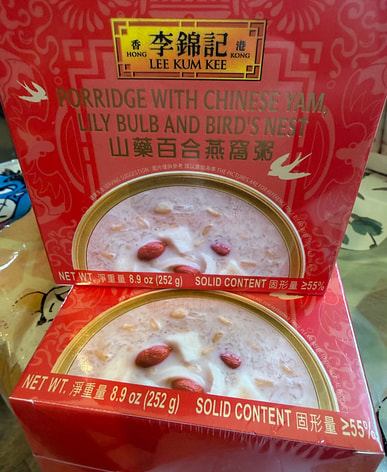 香 李錦記 港
HONG KONG
LEE KUM KEE
PORRIDGE WITH CHINESE YAM,
LILY BULB AND BIRD'S NEST
山藥百合燕窩粥
NET WT. 淨重量 8.9 oz (252 g) SOLID CONTENT 固形量 ≥55%
NET WT. 淨重量 8.9 oz (252 g) SOLID CONTENT 固形量 ≥55%